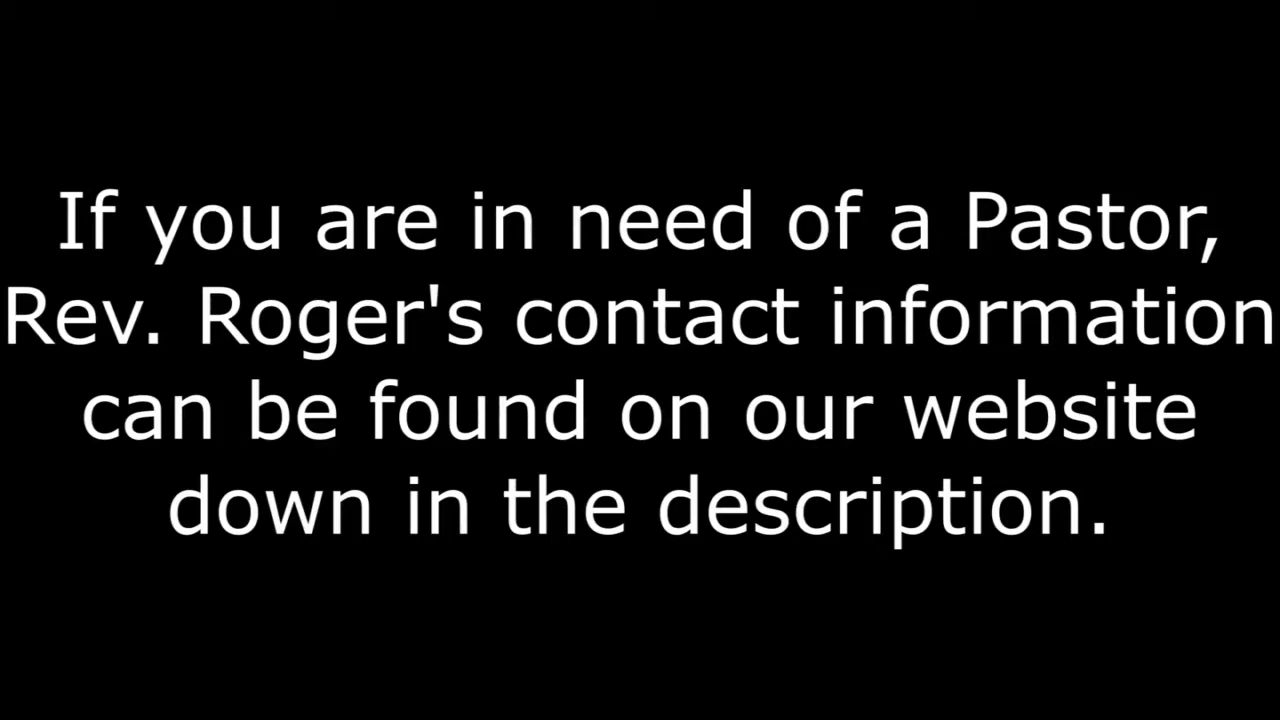 If you are in need of a Pastor,
Rev. Roger's contact information
can be found on our website
down in the description.